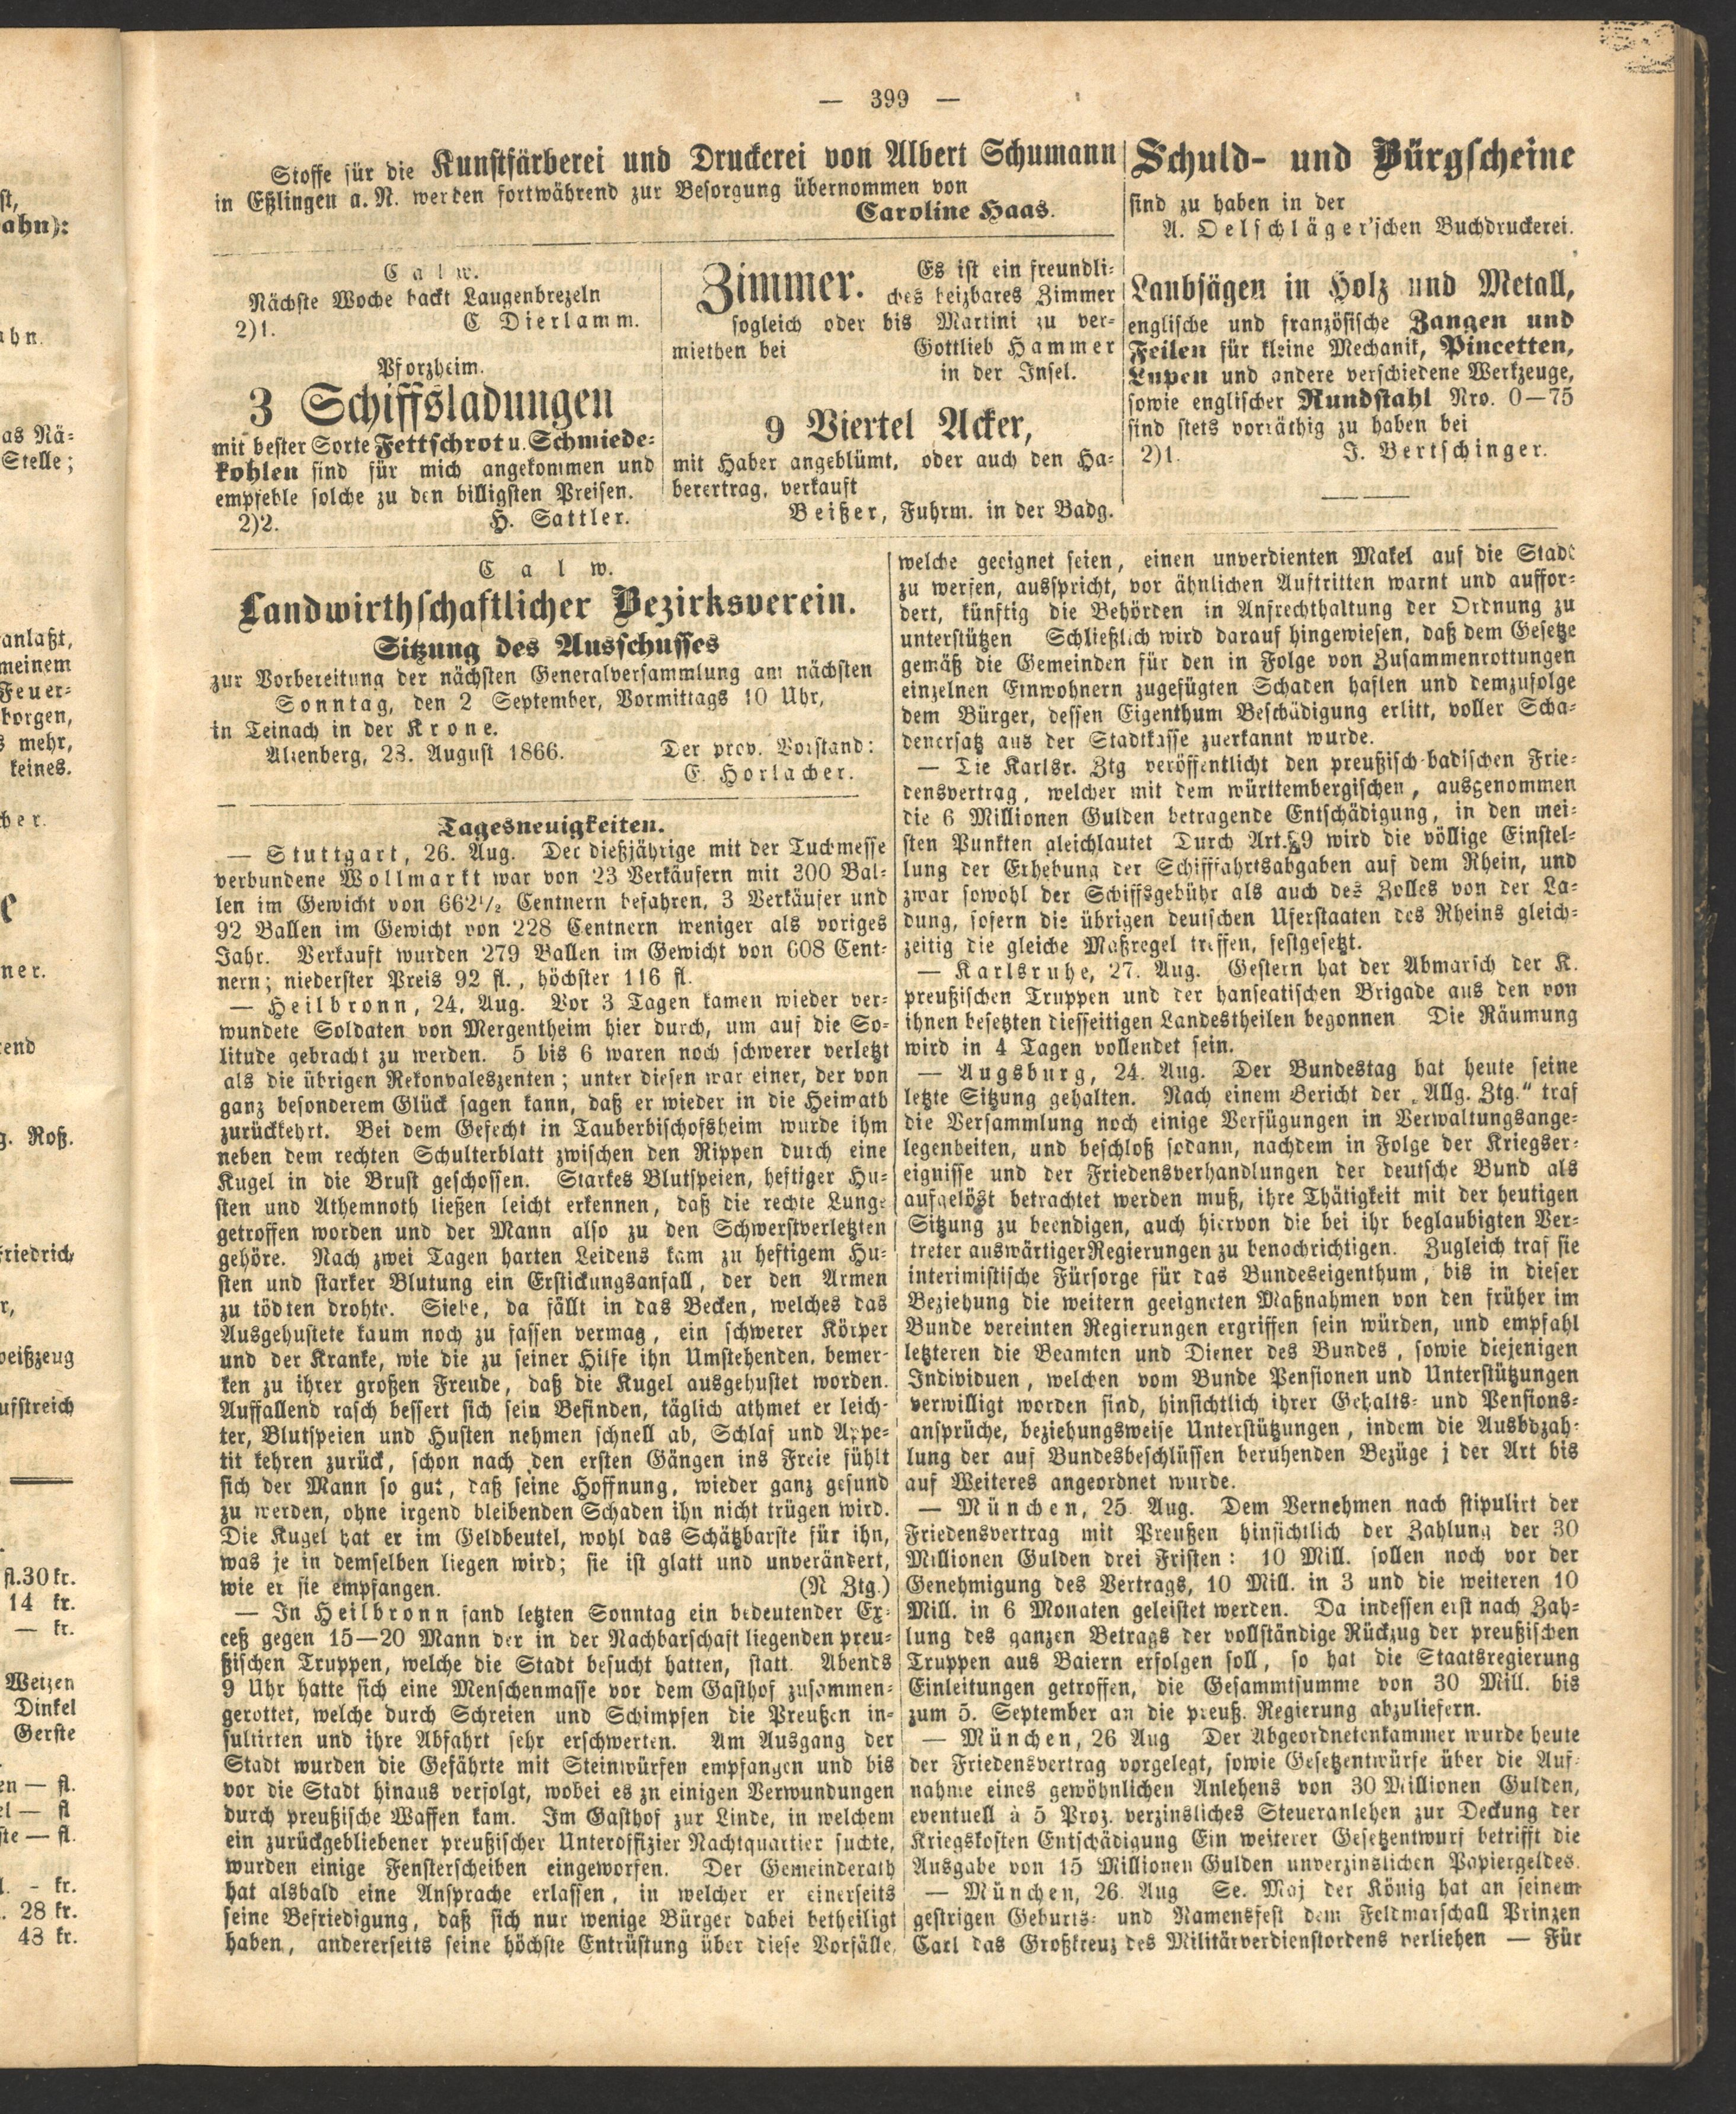 — 399 —
Stoffe für die Kunstfärberei und Druckerei von Albert Schumann
in Eßlingen a. N. werden fortwährend zur Besorgung übernommen von
Caroline Haas.
Schuld- und Bürgscheine
sind zu haben in der
A. Oelschläger'schen Buchdruckerei.
Calw.
Nächste Woche backt Laugenbrezeln
2)1. C Dierlamm.
Pforzheim.
3 Schiffsladungen
mit bester Sorte Fettschrot u. Schmiede-
kohlen sind für mich angekommen und
empfehle solche zu den billigsten Preisen.
2)2. H. Sattler.
Zimmer. Es ist ein freundli-
ches heizbares Zimmer
sogleich oder bis Martini zu ver-
miethen bei Gottlieb Hammer
in der Insel.
9 Viertel Acker,
mit Haber angeblümt, oder auch den Ha-
berertrag, verkauft
Beißer, Fuhrm. in der Badg.
Laubsägen in Holz und Metall,
englische und französische Zangen und
Feilen für kleine Mechanik, Pincetten,
Lupen und andere verschiedene Werkzeuge,
sowie englischer Rundstahl Nro. 0—75
sind stets vorräthig zu haben bei
2)1. J. Bertschinger.
Calw.
Landwirthschaftlicher Bezirksverein.
Sitzung des Ausschusses
zur Vorbereitung der nächsten Generalversammlung am nächsten
Sonntag, den 2 September, Vormittags 10 Uhr,
in Teinach in der Krone.
Alzenberg, 28. August 1866. Der prov. Vorstand:
E. Horlacher.
Tagesneuigkeiten.
— Stuttgart, 26. Aug. Der dießjährige mit der Tuchmesse
verbundene Wollmarkt war von 23 Verkäufern mit 300 Bal-
len im Gewicht von 662½ Centnern befahren, 3 Verkäufer und
92 Ballen im Gewicht von 228 Centnern weniger als voriges
Jahr. Verkauft wurden 279 Ballen im Gewicht von 608 Cent-
nern; niederster Preis 92 fl., höchster 116 fl.
— Heilbronn, 24. Aug. Vor 3 Tagen kamen wieder ver-
wundete Soldaten von Mergentheim hier durch, um auf die So-
litude gebracht zu werden. 5 bis 6 waren noch schwerer verletzt
als die übrigen Rekonvaleszenten; unter diesen war einer, der von
ganz besonderem Glück sagen kann, daß er wieder in die Heimath
zurückkehrt. Bei dem Gefecht in Tauberbischofsheim wurde ihm
neben dem rechten Schulterblatt zwischen den Rippen durch eine
Kugel in die Brust geschossen. Starkes Blutspeien, heftiger Hu-
sten und Athemnoth ließen leicht erkennen, daß die rechte Lunge
getroffen worden und der Mann also zu den Schwerstverletzten
gehöre. Nach zwei Tagen harten Leidens kam zu heftigem Hu-
sten und starker Blutung ein Erstickungsanfall, der den Armen
zu tödten drohte. Siehe, da fällt in das Becken, welches das
Ausgehustete kaum noch zu fassen vermag, ein schwerer Körper
und der Kranke, wie die zu seiner Hilfe ihn Umstehenden, bemer-
ken zu ihrer großen Freude, daß die Kugel ausgehustet worden.
Auffallend rasch bessert sich sein Befinden, täglich athmet er leich-
ter, Blutspeien und Husten nehmen schnell ab, Schlaf und Appe-
tit kehren zurück, schon nach den ersten Gängen ins Freie fühlt
sich der Mann so gut, daß seine Hoffnung, wieder ganz gesund
zu werden, ohne irgend bleibenden Schaden ihn nicht trügen wird.
Die Kugel hat er im Geldbeutel, wohl das Schätzbarste für ihn,
was je in demselben liegen wird; sie ist glatt und unverändert,
wie er sie empfangen. (N Ztg.)
— In Heilbronn fand letzten Sonntag ein bedeutender Ex-
ceß gegen 15—20 Mann der in der Nachbarschaft liegenden preu-
ßischen Truppen, welche die Stadt besucht hatten, statt. Abends
9 Uhr hatte sich eine Menschenmasse vor dem Gasthof zusammen-
gerottet, welche durch Schreien und Schimpfen die Preußen in-
sultirten und ihre Abfahrt sehr erschwerten. Am Ausgang der
Stadt wurden die Gefährte mit Steinwürfen empfangen und bis
vor die Stadt hinaus verfolgt, wobei es zn einigen Verwundungen
durch preußische Waffen kam. Im Gasthof zur Linde, in welchem
ein zurückgebliebener preußischer Unteroffizier Nachtquartier suchte,
wurden einige Fensterscheiben eingeworfen. Der Gemeinderath
hat alsbald eine Ansprache erlassen, in welcher er einerseits
seine Befriedigung, daß sich nur wenige Bürger dabei betheiligt
haben, andererseits seine höchste Entrüstung über diese Vorfälle,
welche geeignet seien, einen unverdienten Makel auf die Stadt
zu werfen, ausspricht, vor ähnlichen Auftritten warnt und auffor-
dert, künftig die Behörden in Anfrechthaltung der Ordnung zu
unterstützen Schließlich wird darauf hingewiesen, daß dem Gesetze
gemäß die Gemeinden für den in Folge von Zusammenrottungen
einzelnen Einwohnern zugefügten Schaden haften und demzufolge
dem Bürger, dessen Eigenthum Beschädigung erlitt, voller Scha-
denersatz aus der Stadtkasse zuerkannt wurde.
— Die Karlsr. Ztg veröffentlicht den preußisch-badischen Frie-
densvertrag, welcher mit dem württembergischen, ausgenommen
die 6 Millionen Gulden betragende Entschädigung, in den mei-
sten Punkten gleichlautet Durch Art. 9 wird die völlige Einstel-
lung der Erhebung der Schifffahrtsabgaben auf dem Rhein, und
zwar sowohl der Schiffsgebühr als auch des Zolles von der La-
dung, sofern die übrigen deutschen Uferstaaten des Rheins gleich-
zeitig die gleiche Maßregel treffen, festgesetzt.
— Karlsruhe, 27. Aug. Gestern hat der Abmarsch der K.
preußischen Truppen und der hanseatischen Brigade aus den von
ihnen besetzten diesseitigen Landestheilen begonnen Die Räumung
wird in 4 Tagen vollendet sein.
— Augsburg, 24. Aug. Der Bundestag hat heute seine
letzte Sitzung gehalten. Nach einem Bericht der „Allg. Ztg.“ traf
die Versammlung noch einige Verfügungen in Verwaltungsange-
legenheiten, und beschloß sodann, nachdem in Folge der Kriegser-
eignisse und der Friedensverhandlungen der deutsche Bund als
aufgelöst betrachtet werden muß, ihre Thätigkeit mit der heutigen
Sitzung zu beendigen, auch hiervon die bei ihr beglaubigten Ver-
treter auswärtiger Regierungen zu benachrichtigen. Zugleich traf sie
interimistische Fürsorge für das Bundeseigenthum, bis in dieser
Beziehung die weitern geeigneten Maßnahmen von den früher im
Bunde vereinten Regierungen ergriffen sein würden, und empfahl
letzteren die Beamten und Diener des Bundes, sowie diejenigen
Individuen, welchen vom Bunde Pensionen und Unterstützungen
verwilligt worden sind, hinsichtlich ihrer Gehalts- und Pensions-
ansprüche, beziehungsweise Unterstützungen, indem die Ausbzah-
lung der auf Bundesbeschlüssen beruhenden Bezüge j der Art bis
auf Weiteres angeordnet wurde.
— München, 25. Aug. Dem Vernehmen nach stipulirt der
Friedensvertrag mit Preußen hinsichtlich der Zahlung der 30
Millionen Gulden drei Fristen: 10 Mill. sollen noch vor der
Genehmigung des Vertrags, 10 Mill. in 3 und die weiteren 10
Mill. in 6 Monaten geleistet werden. Da indessen erst nach Zah-
lung des ganzen Betrags der vollständige Rückzug der preußischen
Truppen aus Baiern erfolgen soll, so hat die Staatsregierung
Einleitungen getroffen, die Gesammtsumme von 30 Mill. bis
zum 5. September an die preuß. Regierung abzuliefern.
— München, 26 Aug Der Abgeordnetenkammer wurde heute
der Friedensvertrag vorgelegt, sowie Gesetzentwürfe über die Auf-
nahme eines gewöhnlichen Anlehens von 30 Millionen Gulden,
eventuell à 5 Proz. verzinsliches Steueranlehen zur Deckung der
Kriegskosten Entschädigung Ein weiterer Gesetzentwurf betrifft die
Ausgabe von 15 Millionen Gulden unverzinslichen Papiergeldes.
— München, 26. Aug Se. Maj der König hat an seinem
gestrigen Geburts- und Namensfest dem Feldmarschall Prinzen
Carl das Großkreuz des Militärverdienstordens verliehen — Für